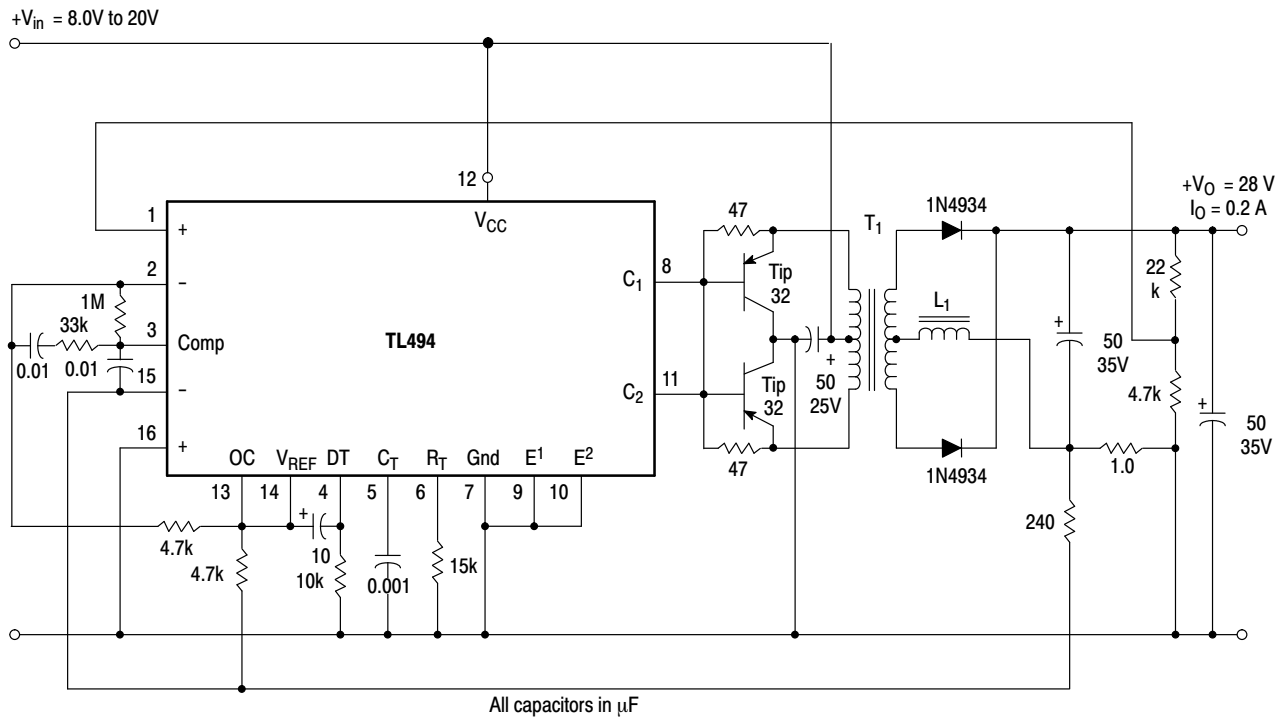 +Vin = 8.0V to 20V
12
VCC
1
+
2
−
1M
33k
3
Comp
0.01
0.01
15
−
16
+
TL494
C1
8
C2
11
47
Tip
32
Tip
32
47
+
50
25V
T1
1N4934
L1
1N4934
+VO = 28 V
IO = 0.2 A
22
k
+
50
35V
4.7k
+
50
35V
1.0
240
OC
VREF
DT
CT
RT
Gnd
E1
E2
13
14
4
5
6
7
9
10
+
4.7k
4.7k
10
10k
0.001
15k
All capacitors in μF